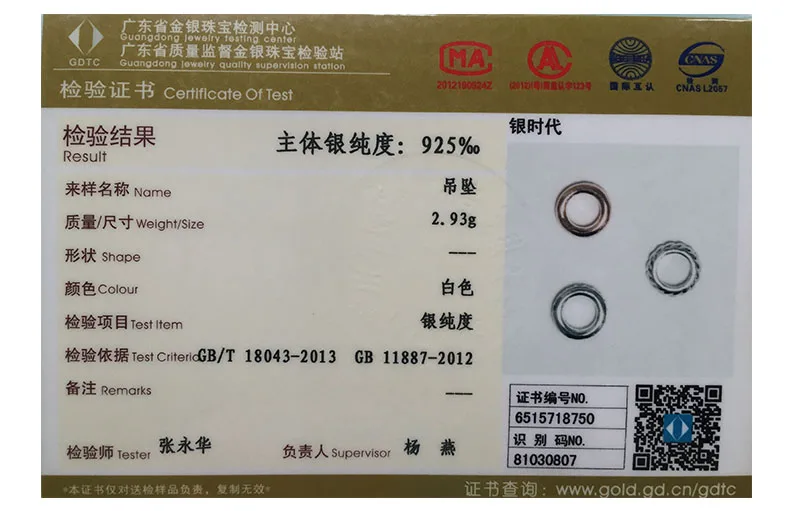 广东省金银珠宝检测中心
Guangdong jewelry testing center
广东省质量监督金银珠宝检验站
Guangdong jewelry quality supervision station
GDTC
检验证书 Certificate Of Test
MA
2012190924Z
AL
国际互认
CNAS
CNAS L2057
检验结果
Result
主体银纯度：925‰
来样名称 Name 吊坠
质量/尺寸 Weight/Size 2.93g
形状 Shape ---
颜色 Colour 白色
检验项目 Test Item 银纯度
检验依据 Test Criteria GB/T 18043-2013 GB 11887-2012
备注 Remarks ---
检验师 Tester 张永华 负责人 Supervisor 杨 燕
银时代
证书编号NO.
6515718750
识 别 码NO.
81030807
*本证书仅对送检样品负责，复制无效*
证书查询：www.gold.gd.cn/gdtc